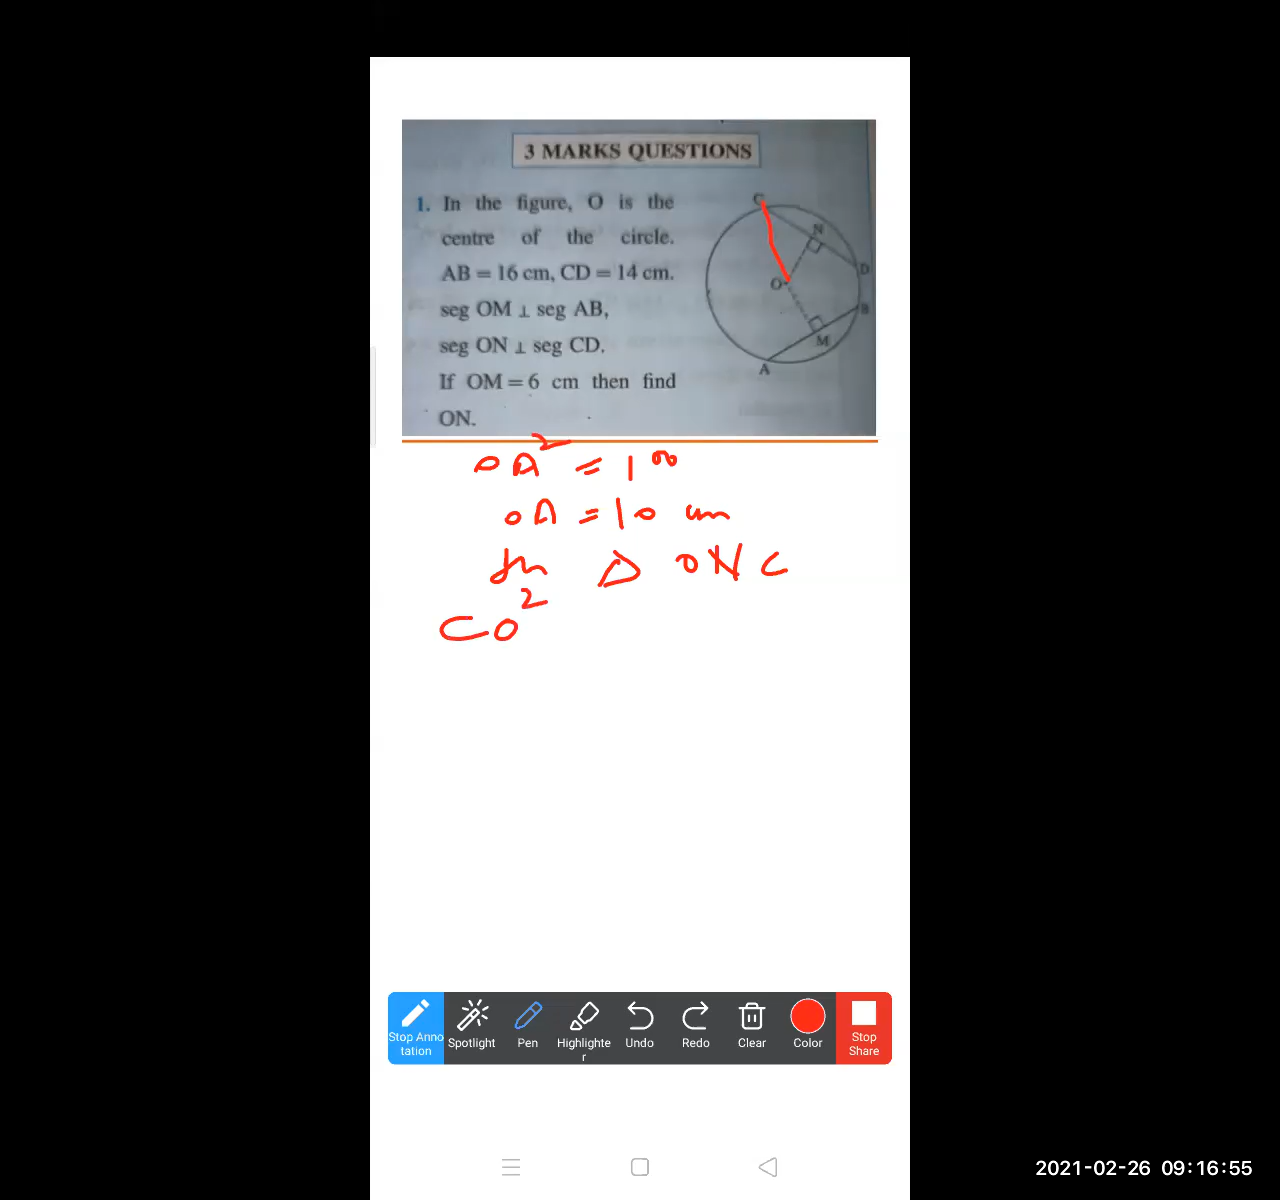 3 MARKS QUESTIONS
1. In the figure, O is the
centre of the circle.
AB = 16 cm, CD = 14 cm.
seg OM ⊥ seg AB,
seg ON ⊥ seg CD.
If OM = 6 cm then find
ON.
C
N
D
O
B
M
A
OA² = 100
OA = 10 cm
In Δ ONC
CO²
Stop Anno
tation
Spotlight
Pen
Highlighte
r
Undo
Redo
Clear
Color
Stop
Share
2021-02-26 09:16:55